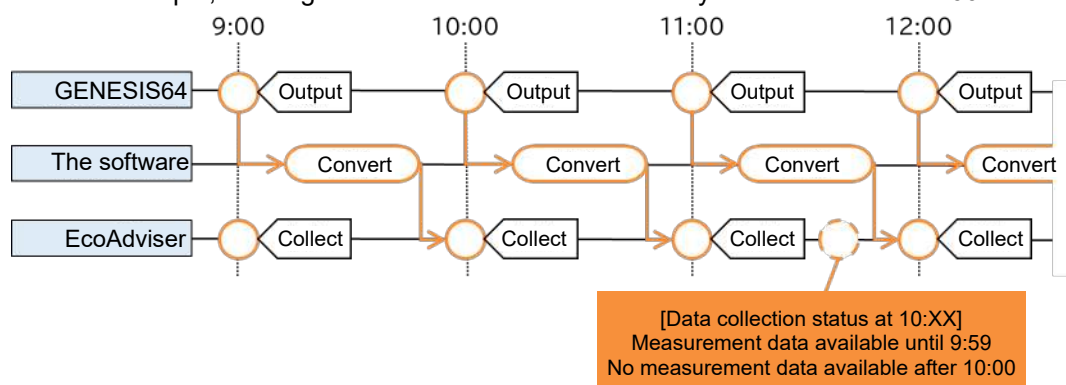 9:00 10:00 11:00 12:00
GENESIS64 Output Output Output Output
The software Convert Convert Convert Convert
EcoAdviser Collect Collect Collect Collect
[Data collection status at 10:XX]
Measurement data available until 9:59
No measurement data available after 10:00